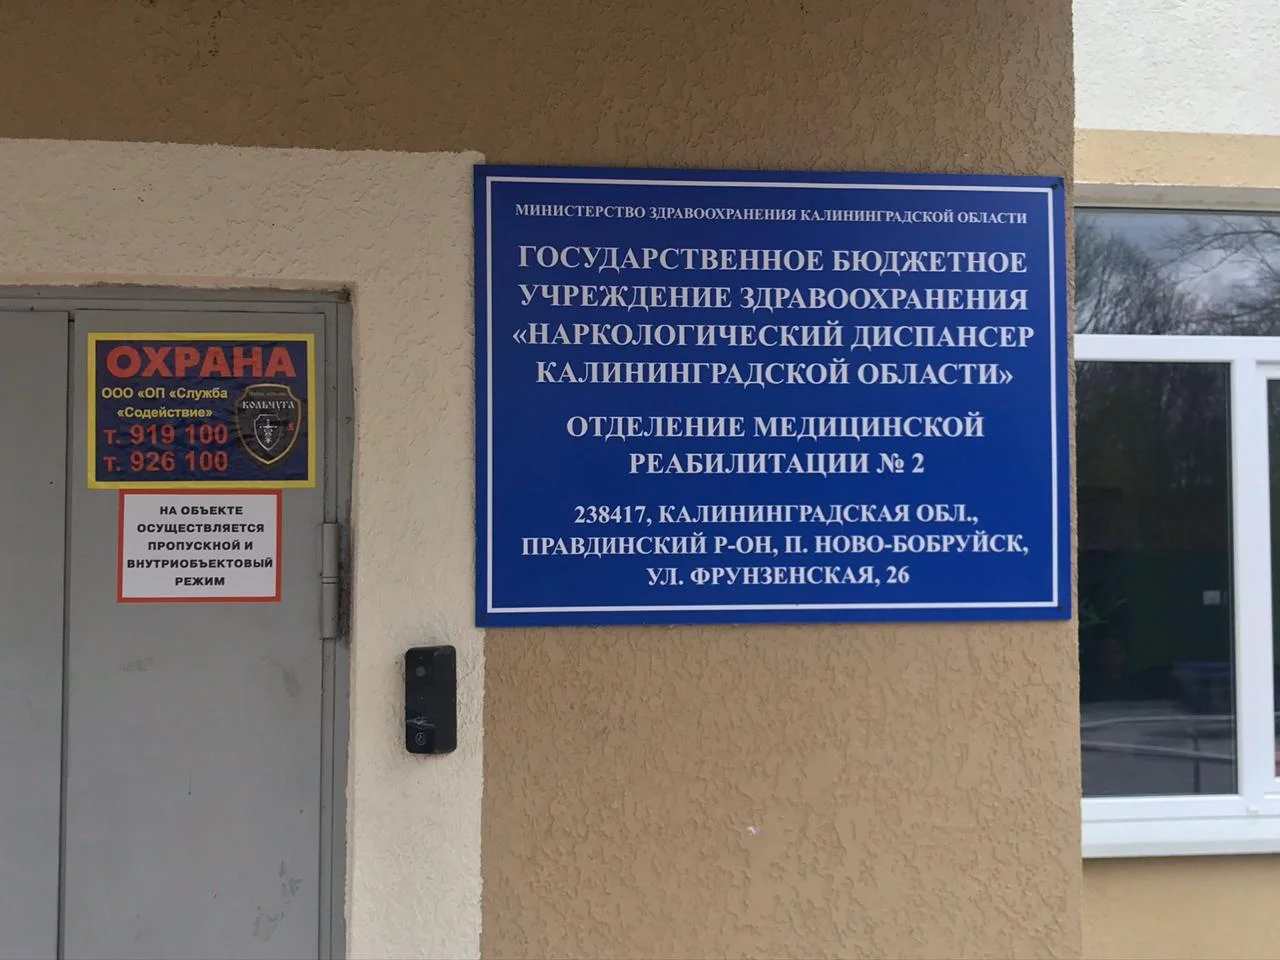 МИНИСТЕРСТВО ЗДРАВООХРАНЕНИЯ КАЛИНИНГРАДСКОЙ ОБЛАСТИ
ГОСУДАРСТВЕННОЕ БЮДЖЕТНОЕ
УЧРЕЖДЕНИЕ ЗДРАВООХРАНЕНИЯ
«НАРКОЛОГИЧЕСКИЙ ДИСПАНСЕР
КАЛИНИНГРАДСКОЙ ОБЛАСТИ»
ОТДЕЛЕНИЕ МЕДИЦИНСКОЙ
РЕАБИЛИТАЦИИ № 2
238417, КАЛИНИНГРАДСКАЯ ОБЛ.,
ПРАВДИНСКИЙ Р-ОН, П. НОВО-БОБРУЙСК,
УЛ. ФРУНЗЕНСКАЯ, 26
ОХРАНА
ООО «ОП «Служба
«Содействие»
т. 919 100
т. 926 100
КОЛЬЧУГА
НА ОБЪЕКТЕ
ОСУЩЕСТВЛЯЕТСЯ
ПРОПУСКНОЙ И
ВНУТРИОБЪЕКТОВЫЙ
РЕЖИМ